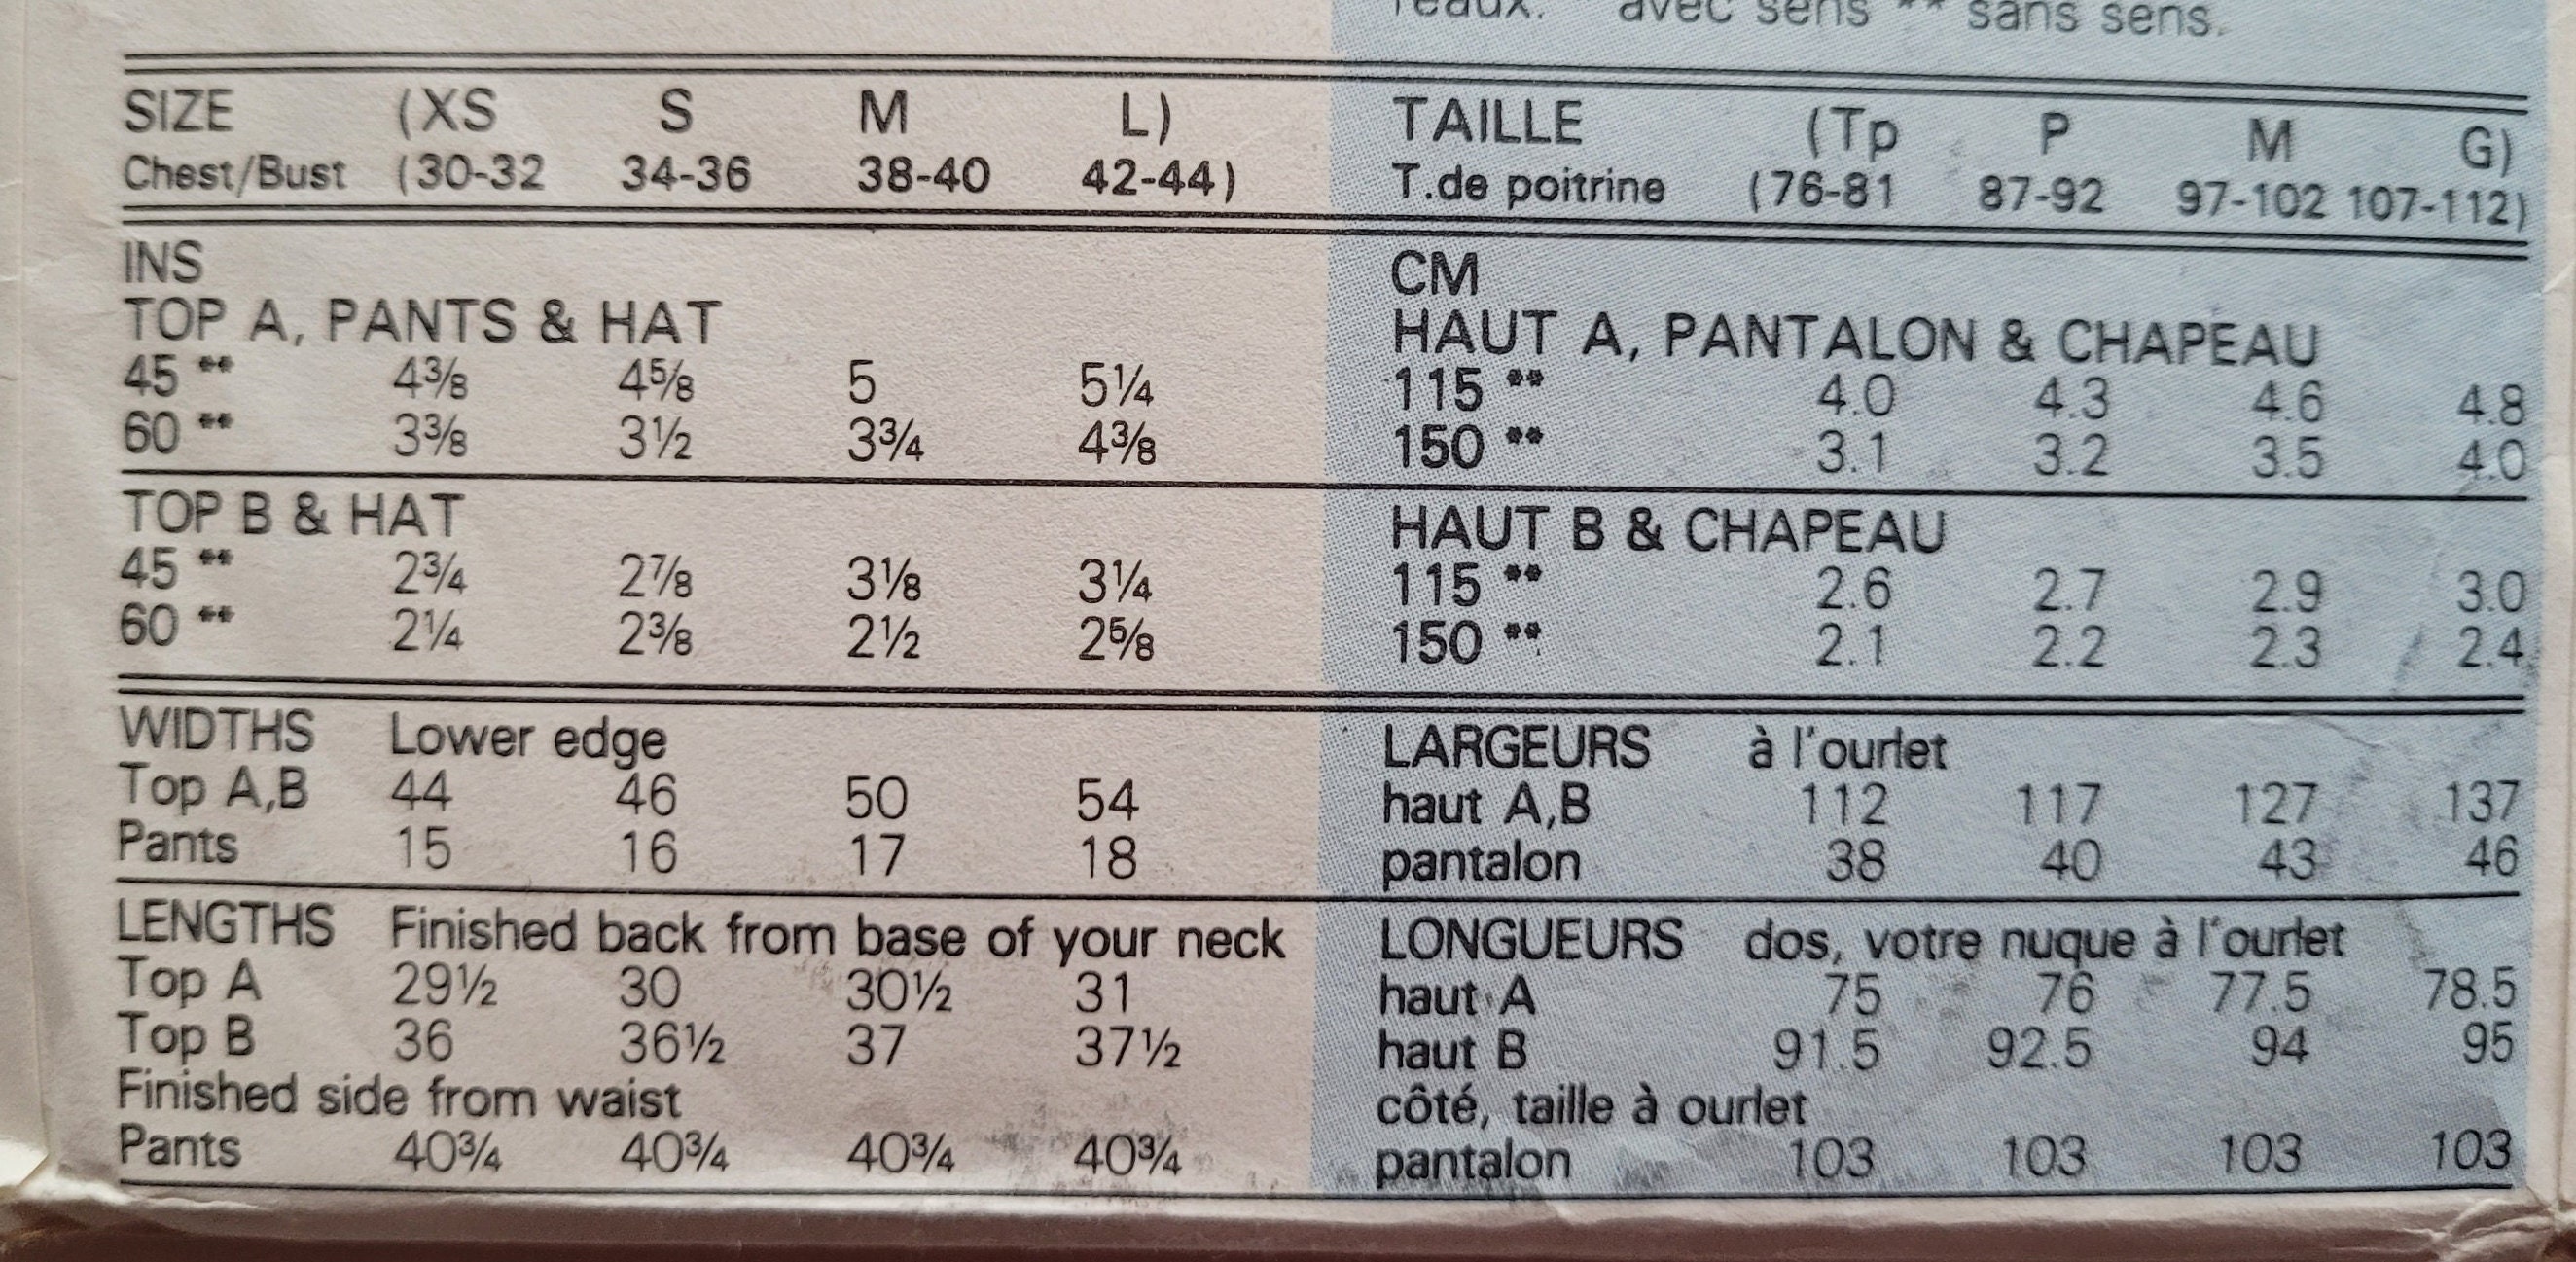 reaux. * avec sens ** sans sens.
SIZE (XS S M L)
Chest/Bust (30-32 34-36 38-40 42-44)
INS
TOP A, PANTS & HAT
45 ** 4⅜ 4⅝ 5 5¼
60 ** 3⅜ 3½ 3¾ 4⅜
TOP B & HAT
45 ** 2¾ 2⅞ 3⅛ 3¼
60 ** 2¼ 2⅜ 2½ 2⅝
WIDTHS Lower edge
Top A,B 44 46 50 54
Pants 15 16 17 18
LENGTHS Finished back from base of your neck
Top A 29½ 30 30½ 31
Top B 36 36½ 37 37½
Finished side from waist
Pants 40¾ 40¾ 40¾ 40¾
TAILLE (Tp P M G)
T.de poitrine (76-81 87-92 97-102 107-112)
CM
HAUT A, PANTALON & CHAPEAU
115 ** 4.0 4.3 4.6 4.8
150 ** 3.1 3.2 3.5 4.0
HAUT B & CHAPEAU
115 ** 2.6 2.7 2.9 3.0
150 ** 2.1 2.2 2.3 2.4
LARGEURS à l'ourlet
haut A,B 112 117 127 137
pantalon 38 40 43 46
LONGUEURS dos, votre nuque à l'ourlet
haut A 75 76 77.5 78.5
haut B 91.5 92.5 94 95
côté, taille à ourlet
pantalon 103 103 103 103